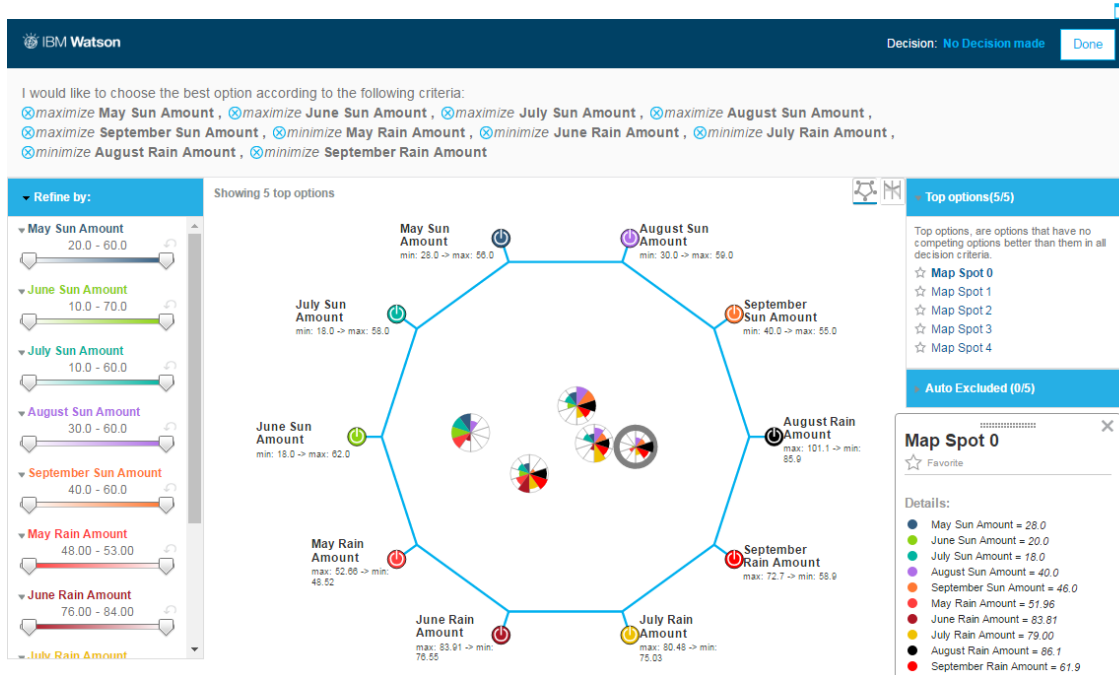 IBM Watson
Decision: No Decision made
Done
I would like to choose the best option according to the following criteria:
maximize May Sun Amount , maximize June Sun Amount , maximize July Sun Amount , maximize August Sun Amount ,
maximize September Sun Amount , minimize May Rain Amount , minimize June Rain Amount , minimize July Rain Amount ,
minimize August Rain Amount , minimize September Rain Amount
Refine by:
May Sun Amount
20.0 - 60.0
June Sun Amount
10.0 - 70.0
July Sun Amount
10.0 - 60.0
August Sun Amount
30.0 - 60.0
September Sun Amount
40.0 - 60.0
May Rain Amount
48.00 - 53.00
June Rain Amount
76.00 - 84.00
July Rain Amount
Showing 5 top options
May Sun
Amount
min: 28.0 -> max: 56.0
August Sun
Amount
min: 30.0 -> max: 59.0
July Sun
Amount
min: 18.0 -> max: 58.0
September
Sun Amount
min: 40.0 -> max: 55.0
June Sun
Amount
min: 18.0 -> max: 62.0
August Rain
Amount
max: 101.1 -> min:
85.9
May Rain
Amount
max: 52.66 -> min:
48.52
September
Rain Amount
max: 72.7 -> min: 58.9
June Rain
Amount
max: 83.91 -> min:
76.55
July Rain
Amount
max: 80.48 -> min:
75.03
Top options(5/5)
Top options, are options that have no
competing options better than them in all
decision criteria.
Map Spot 0
Map Spot 1
Map Spot 2
Map Spot 3
Map Spot 4
Auto Excluded (0/5)
Map Spot 0
Favorite
Details:
May Sun Amount = 28.0
June Sun Amount = 20.0
July Sun Amount = 18.0
August Sun Amount = 40.0
September Sun Amount = 46.0
May Rain Amount = 51.96
June Rain Amount = 83.81
July Rain Amount = 79.00
August Rain Amount = 86.1
September Rain Amount = 61.9